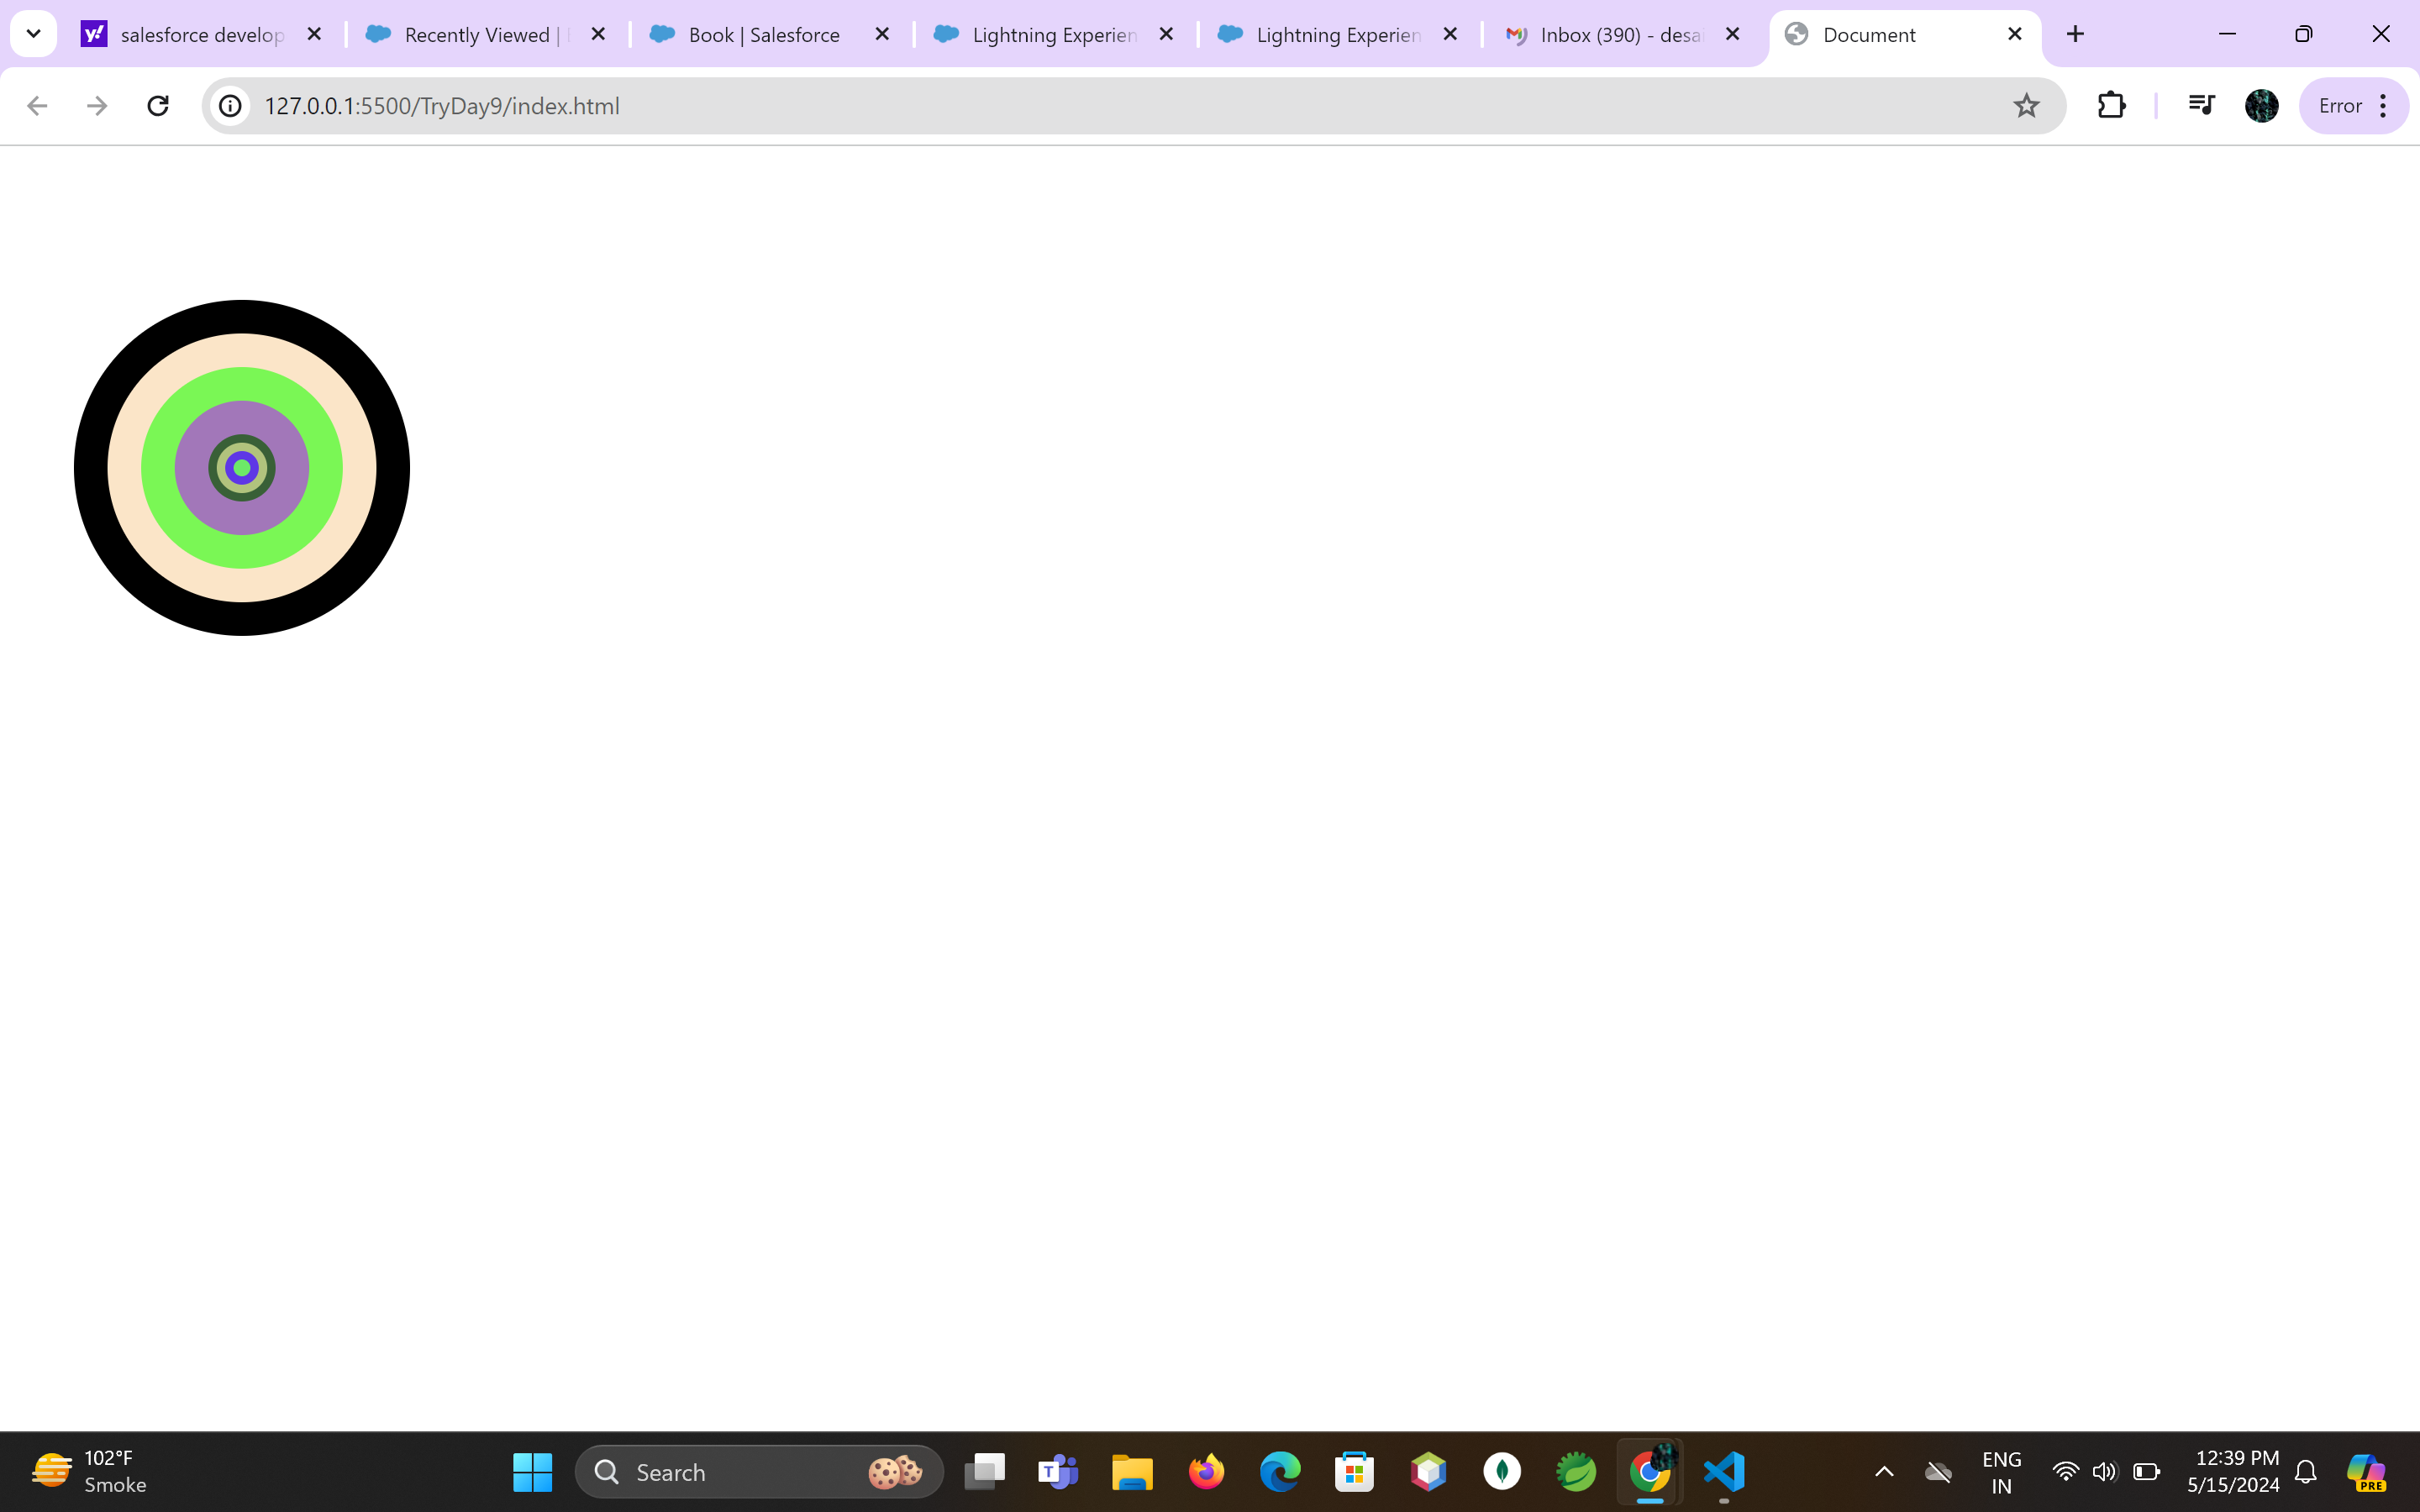 salesforce develop
Recently Viewed |
Book | Salesforce
Lightning Experien
Lightning Experien
Inbox (390) - desai
Document
127.0.0.1:5500/TryDay9/index.html
Error
102°F
Smoke
Search
T
ENG
IN
12:39 PM
5/15/2024
PRE